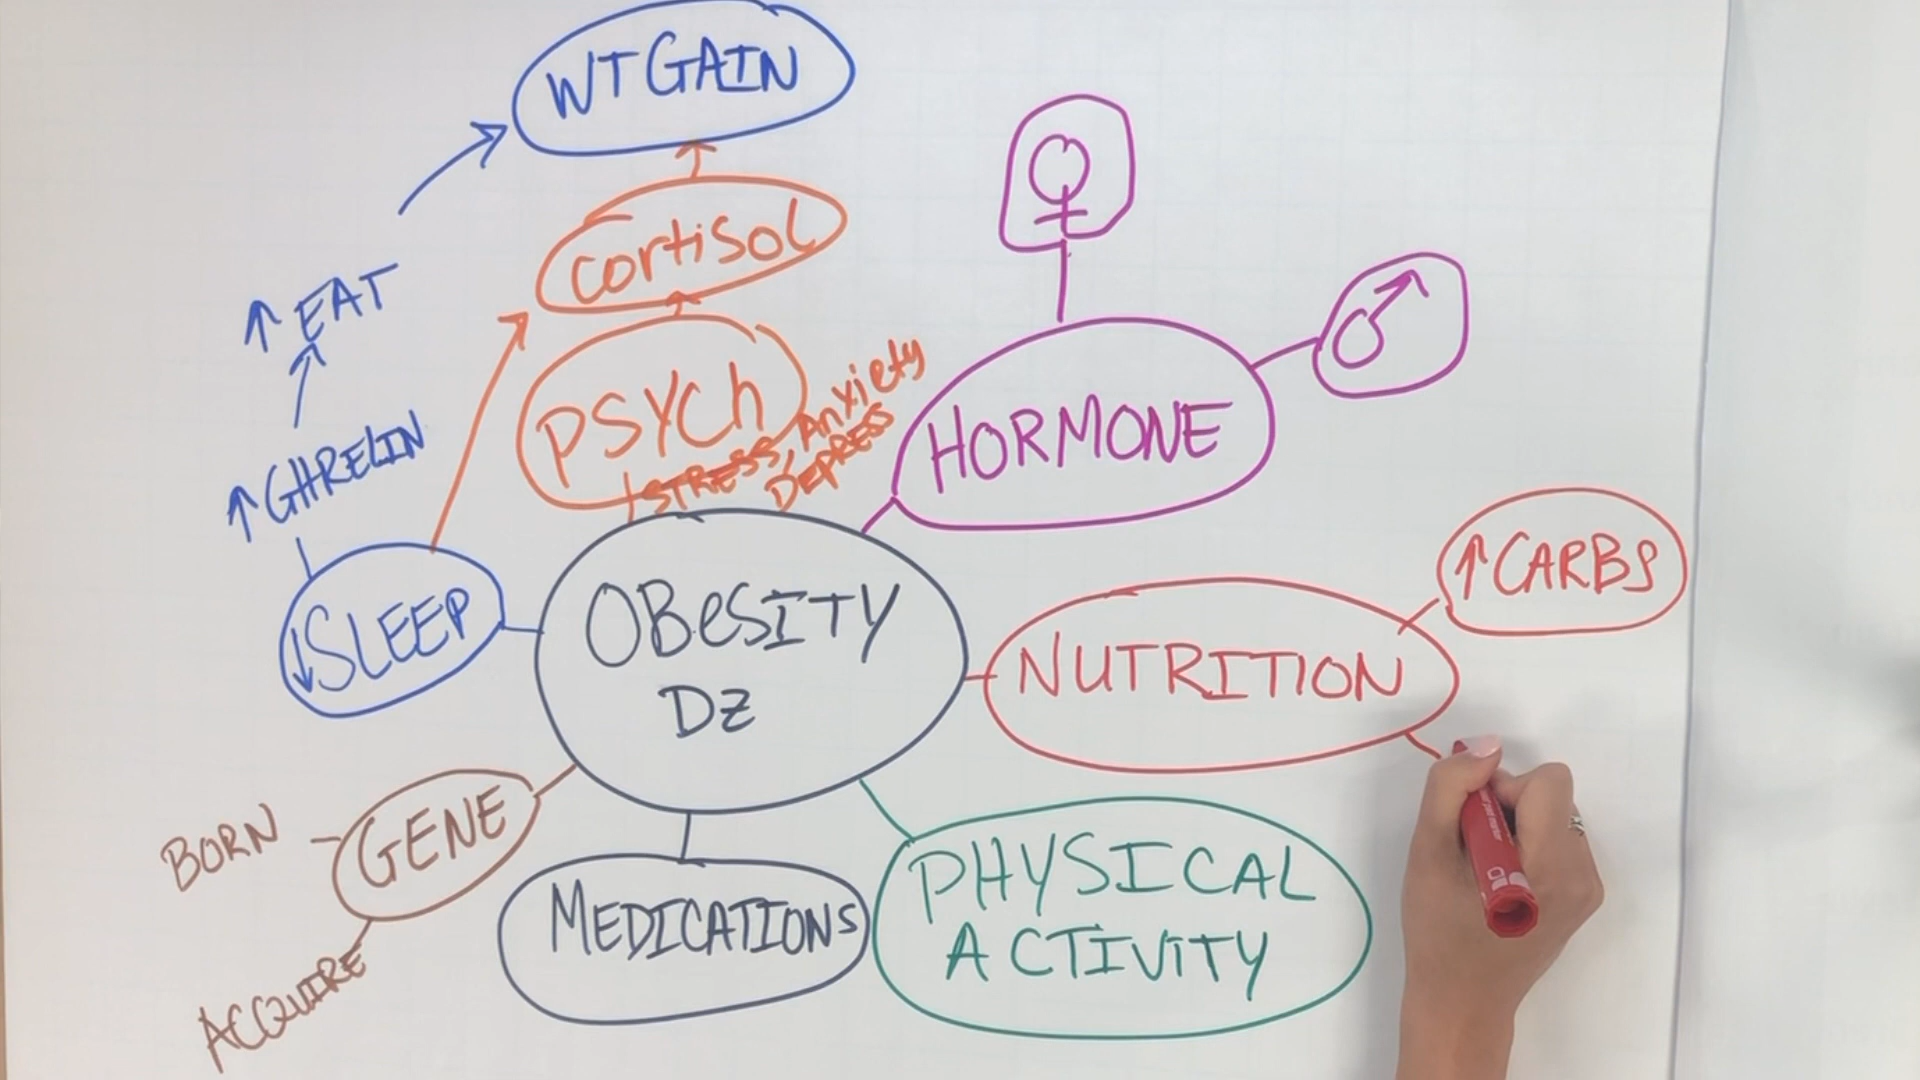 WT GAIN
cortisol
↑ EAT
PSYCh
STRESS, Anxiety
DEPRESS
HORMONE
♀
♂
↑ GHRELIN
↓SLEEP
OBeSITY
DZ
NUTRITION
↑CARBS
BORN
GENE
ACQUIRE
MEDICATIONS
PHYSICAL
ACTIVITY